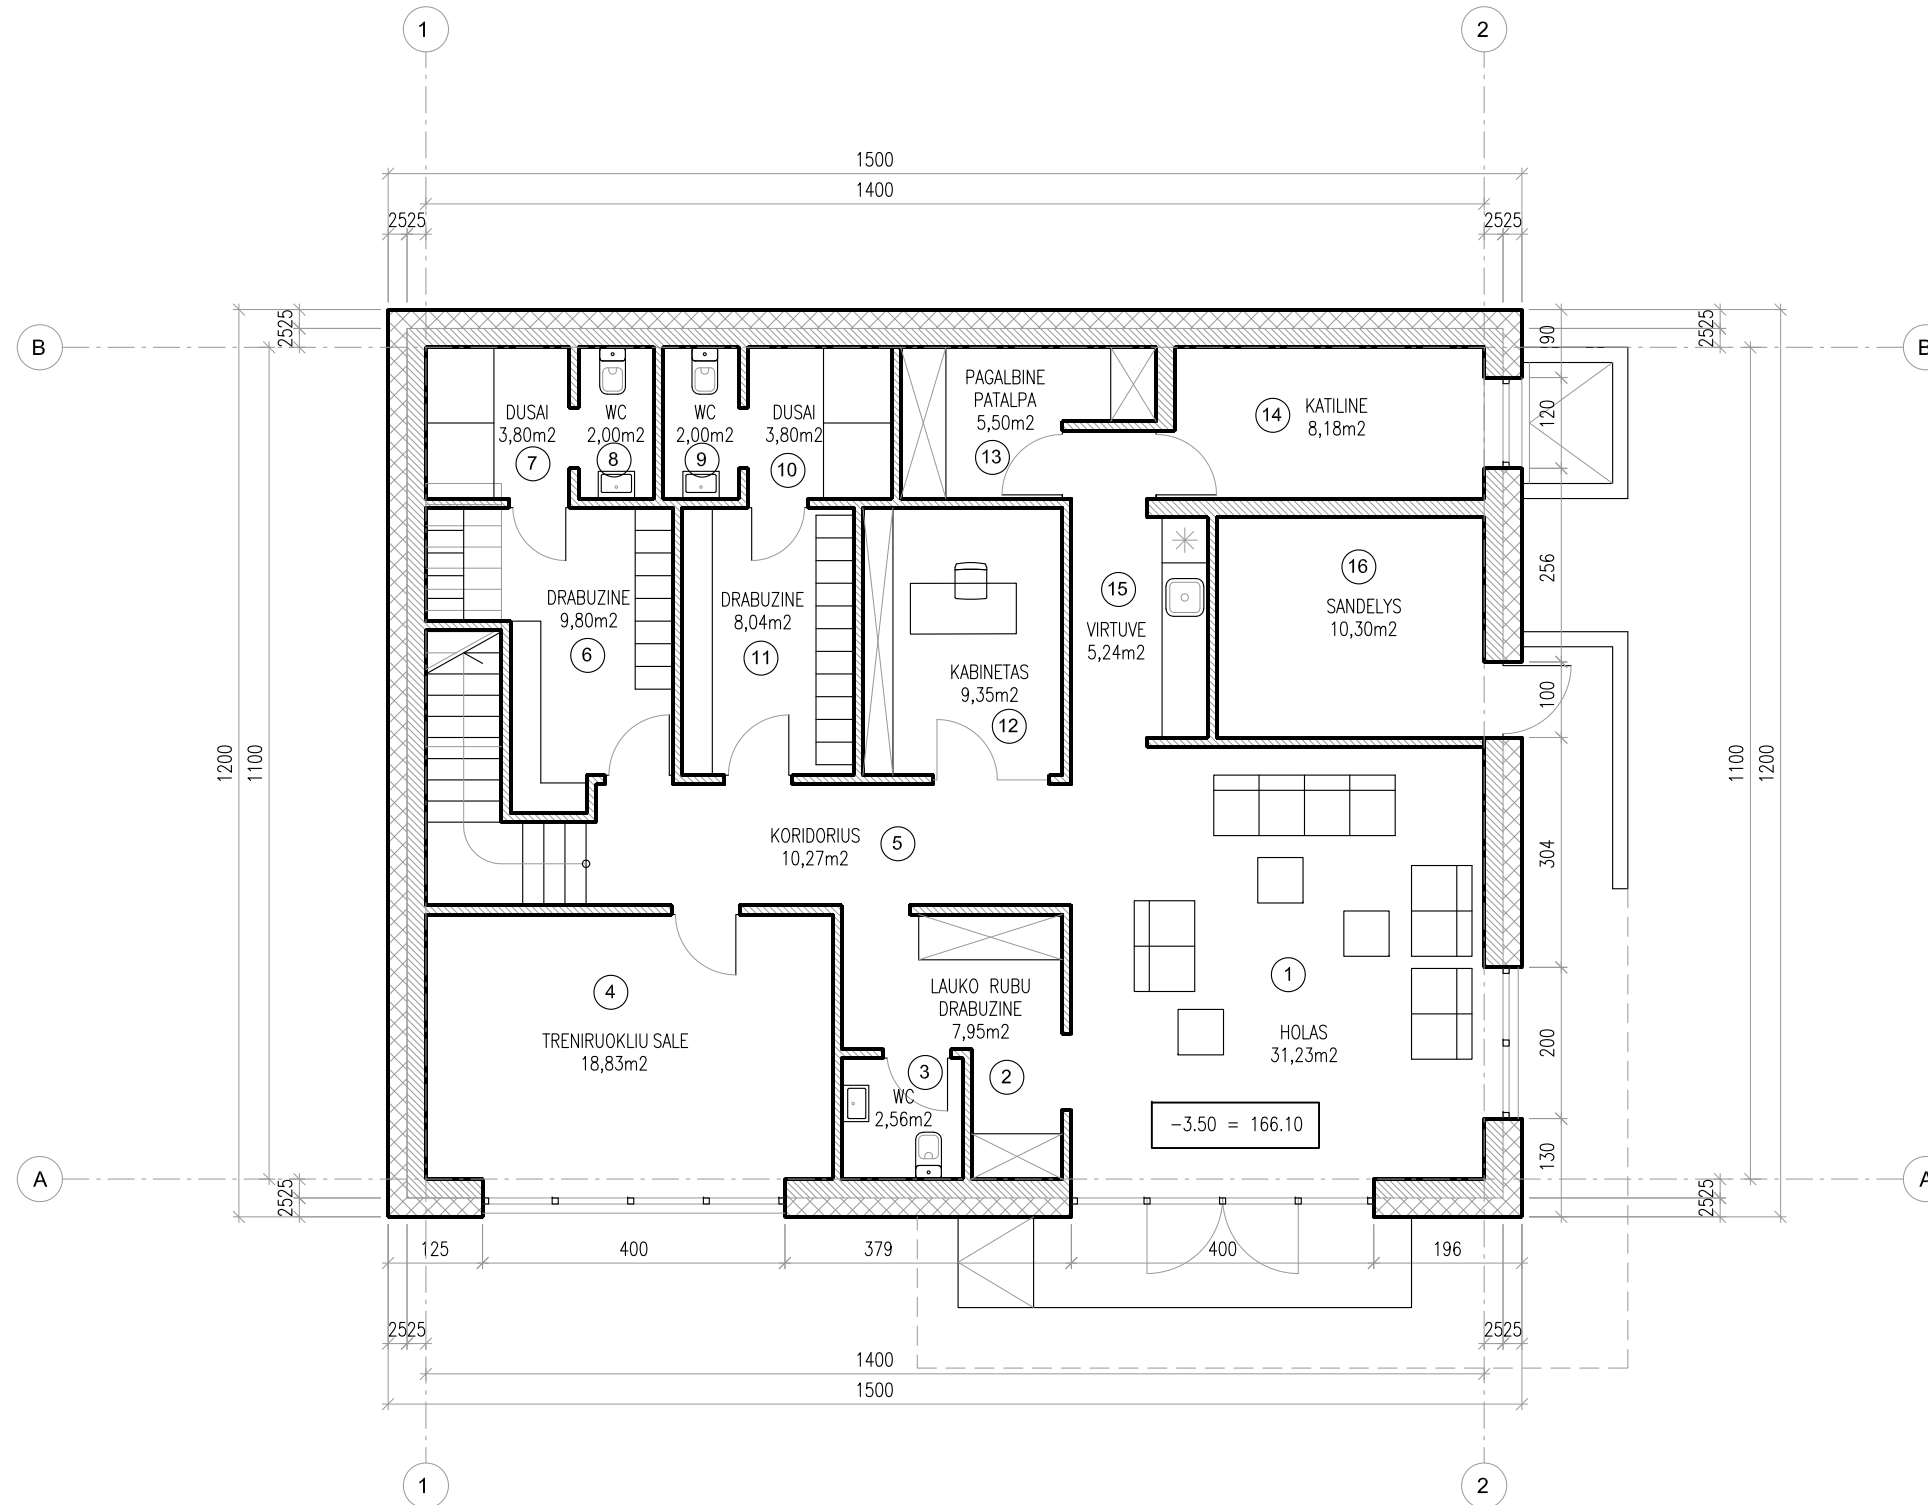 1
2
1500
1400
2525
2525
B
B
2525
2525
90
PAGALBINE
PATALPA
5,50m2
13
14
KATILINE
8,18m2
120
DUSAI
3,80m2
7
WC
2,00m2
8
WC
2,00m2
9
DUSAI
3,80m2
10
256
16
SANDELYS
10,30m2
15
VIRTUVE
5,24m2
DRABUZINE
9,80m2
6
DRABUZINE
8,04m2
11
KABINETAS
9,35m2
12
100
1200
1100
1100
1200
KORIDORIUS
10,27m2
5
304
4
TRENIRUOKLIU SALE
18,83m2
LAUKO RUBU
DRABUZINE
7,95m2
2
1
HOLAS
31,23m2
200
3
WC
2,56m2
-3.50 = 166.10
130
A
A
2525
2525
125
400
379
400
196
2525
2525
1400
1500
1
2